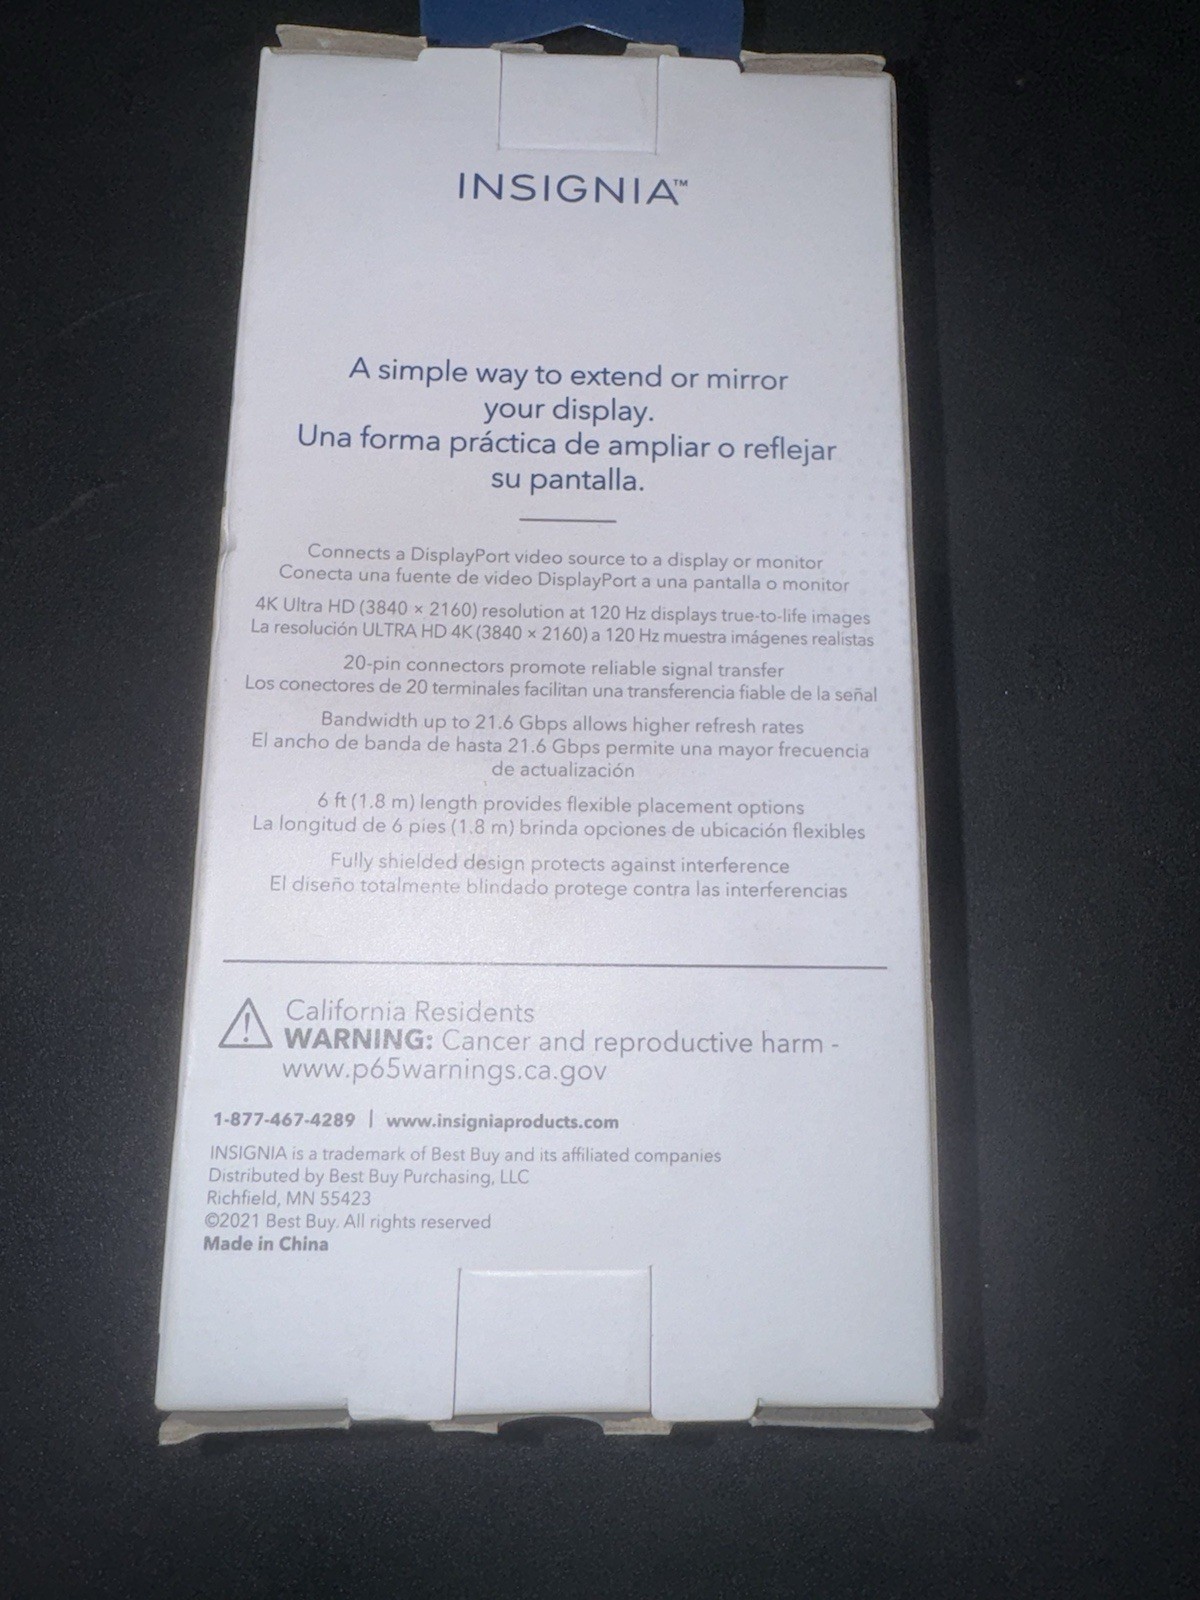 INSIGNIA™
A simple way to extend or mirror
your display.
Una forma práctica de ampliar o reflejar
su pantalla.
Connects a DisplayPort video source to a display or monitor
Conecta una fuente de video DisplayPort a una pantalla o monitor
4K Ultra HD (3840 × 2160) resolution at 120 Hz displays true-to-life images
La resolución ULTRA HD 4K (3840 × 2160) a 120 Hz muestra imágenes realistas
20-pin connectors promote reliable signal transfer
Los conectores de 20 terminales facilitan una transferencia fiable de la señal
Bandwidth up to 21.6 Gbps allows higher refresh rates
El ancho de banda de hasta 21.6 Gbps permite una mayor frecuencia
de actualización
6 ft (1.8 m) length provides flexible placement options
La longitud de 6 pies (1.8 m) brinda opciones de ubicación flexibles
Fully shielded design protects against interference
El diseño totalmente blindado protege contra las interferencias
California Residents
WARNING: Cancer and reproductive harm -
www.p65warnings.ca.gov
1-877-467-4289 | www.insigniaproducts.com
INSIGNIA is a trademark of Best Buy and its affiliated companies
Distributed by Best Buy Purchasing, LLC
Richfield, MN 55423
©2021 Best Buy. All rights reserved
Made in China